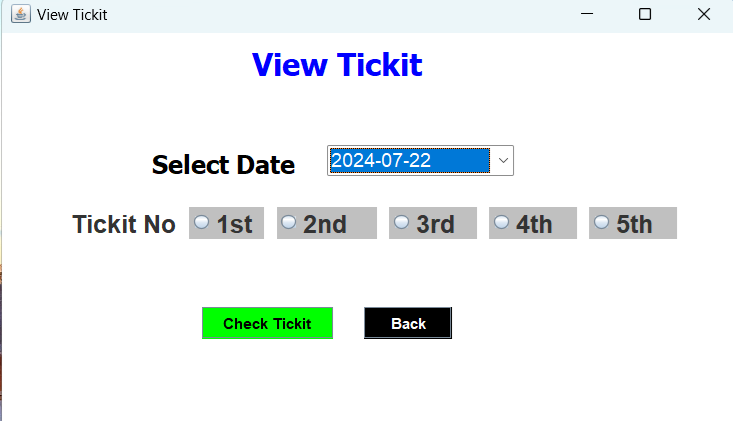 View Tickit
View Tickit
Select Date 2024-07-22
Tickit No 1st 2nd 3rd 4th 5th
Check Tickit Back